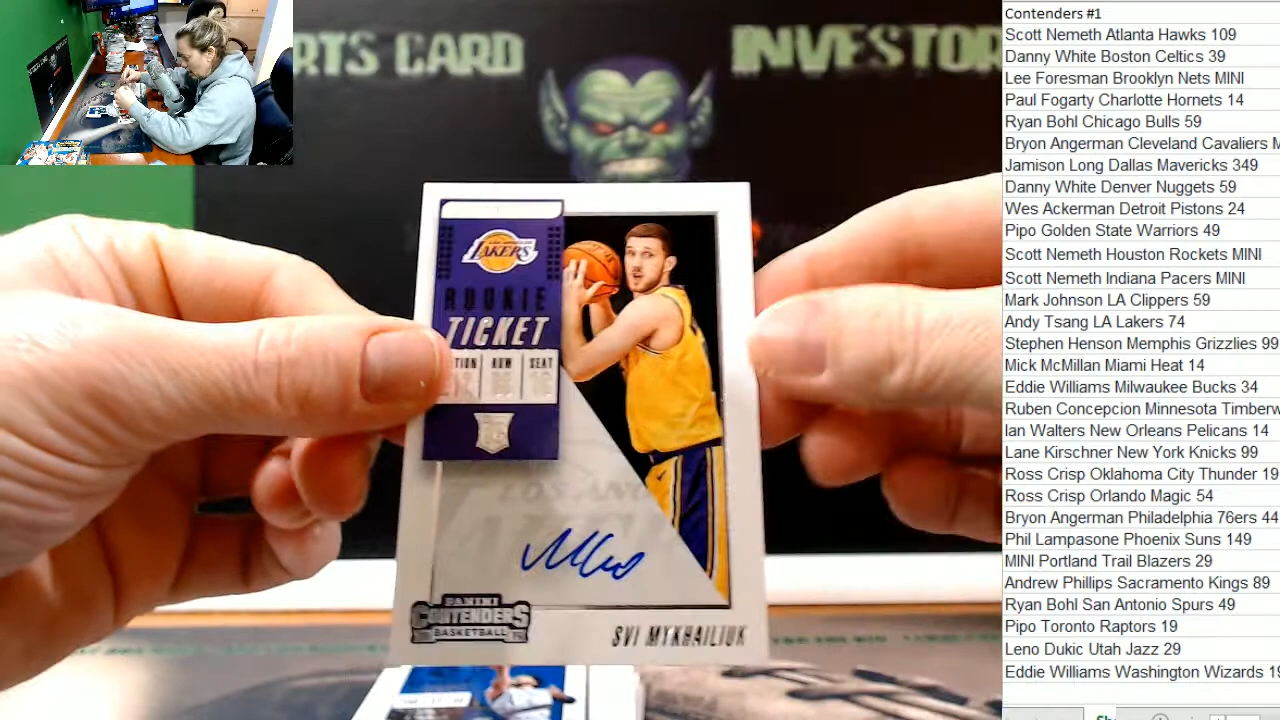 RTS CARD INVESTOR
LOS ANGELES
LAKERS
ROOKIE
TICKET
TION ROW SEAT
RC
PANINI
CONTENDERS
BASKETBALL
SVI MYKHAILIUK
Contenders #1
Scott Nemeth Atlanta Hawks 109
Danny White Boston Celtics 39
Lee Foresman Brooklyn Nets MINI
Paul Fogarty Charlotte Hornets 14
Ryan Bohl Chicago Bulls 59
Bryon Angerman Cleveland Cavaliers M
Jamison Long Dallas Mavericks 349
Danny White Denver Nuggets 59
Wes Ackerman Detroit Pistons 24
Pipo Golden State Warriors 49
Scott Nemeth Houston Rockets MINI
Scott Nemeth Indiana Pacers MINI
Mark Johnson LA Clippers 59
Andy Tsang LA Lakers 74
Stephen Henson Memphis Grizzlies 99
Mick McMillan Miami Heat 14
Eddie Williams Milwaukee Bucks 34
Ruben Concepcion Minnesota Timberw
Ian Walters New Orleans Pelicans 14
Lane Kirschner New York Knicks 99
Ross Crisp Oklahoma City Thunder 19
Ross Crisp Orlando Magic 54
Bryon Angerman Philadelphia 76ers 44
Phil Lampasone Phoenix Suns 149
MINI Portland Trail Blazers 29
Andrew Phillips Sacramento Kings 89
Ryan Bohl San Antonio Spurs 49
Pipo Toronto Raptors 19
Leno Dukic Utah Jazz 29
Eddie Williams Washington Wizards 19